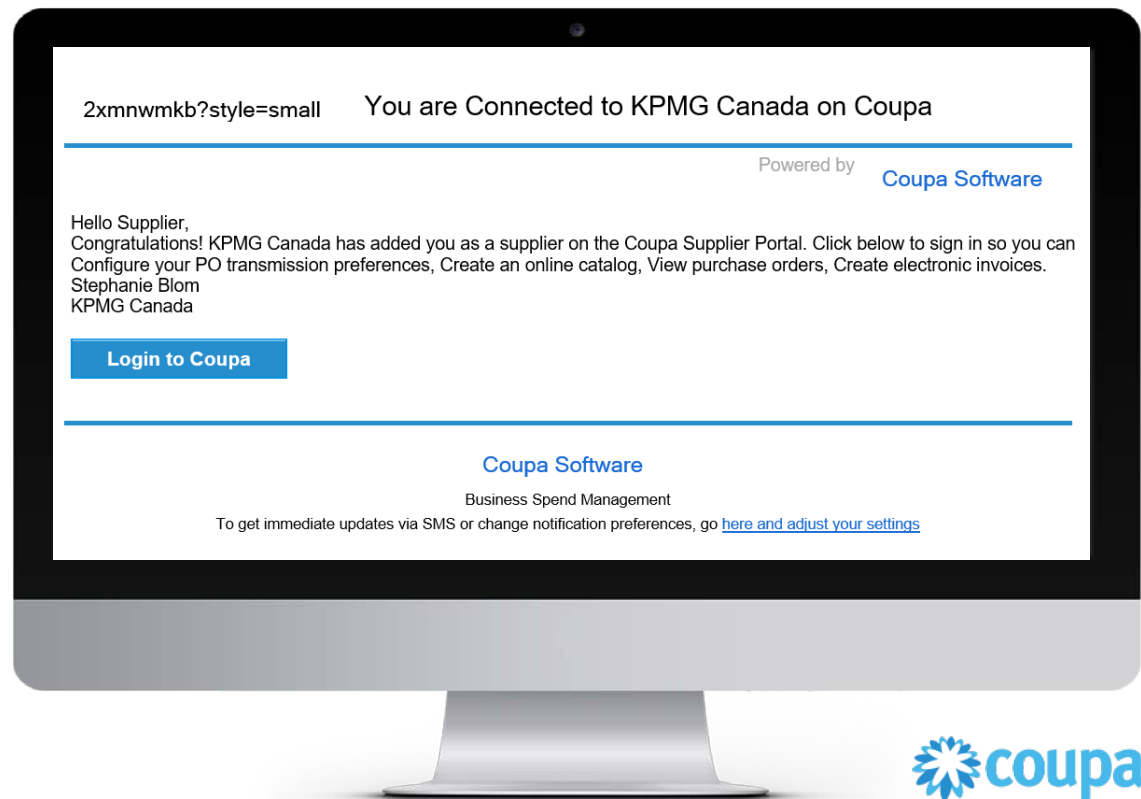 2xmnwmkb?style=small You are Connected to KPMG Canada on Coupa
Powered by Coupa Software
Hello Supplier,
Congratulations! KPMG Canada has added you as a supplier on the Coupa Supplier Portal. Click below to sign in so you can
Configure your PO transmission preferences, Create an online catalog, View purchase orders, Create electronic invoices.
Stephanie Blom
KPMG Canada
Login to Coupa
Coupa Software
Business Spend Management
To get immediate updates via SMS or change notification preferences, go here and adjust your settings
coupa